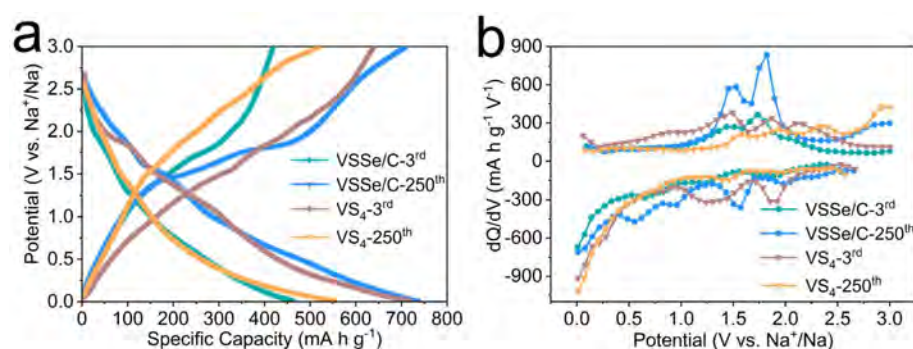 a
3.0
2.5
2.0
1.5
1.0
0.5
0.0
Potential (V vs. Na⁺/Na)
VSSe/C-3ʳᵈ
VSSe/C-250ᵗʰ
VS₄-3ʳᵈ
VS₄-250ᵗʰ
0 100 200 300 400 500 600 700 800
Specific Capacity (mA h g⁻¹)
b
900
600
300
0
-300
-600
-900
dQ/dV (mA h g⁻¹ V⁻¹)
VSSe/C-3ʳᵈ
VSSe/C-250ᵗʰ
VS₄-3ʳᵈ
VS₄-250ᵗʰ
0.0 0.5 1.0 1.5 2.0 2.5 3.0
Potential (V vs. Na⁺/Na)